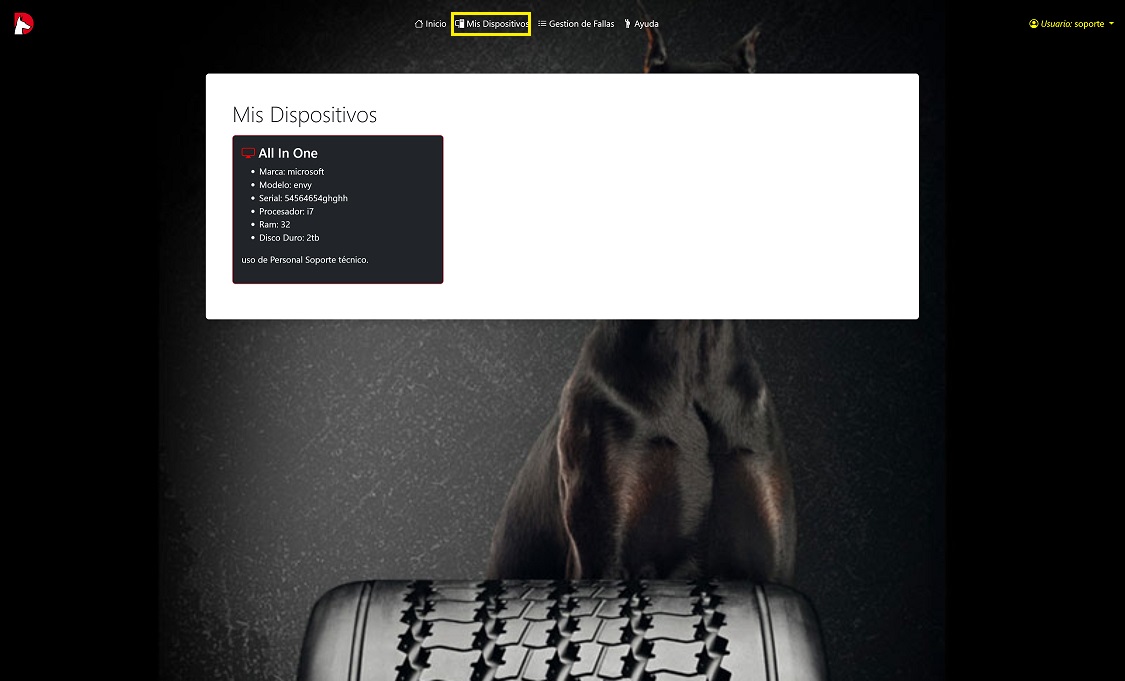 Inicio Mis Dispositivos Gestion de Fallas Ayuda Usuario: soporte
Mis Dispositivos
All In One
Marca: microsoft
Modelo: envy
Serial: 54564654ghghh
Procesador: i7
Ram: 32
Disco Duro: 2tb
uso de Personal Soporte técnico.